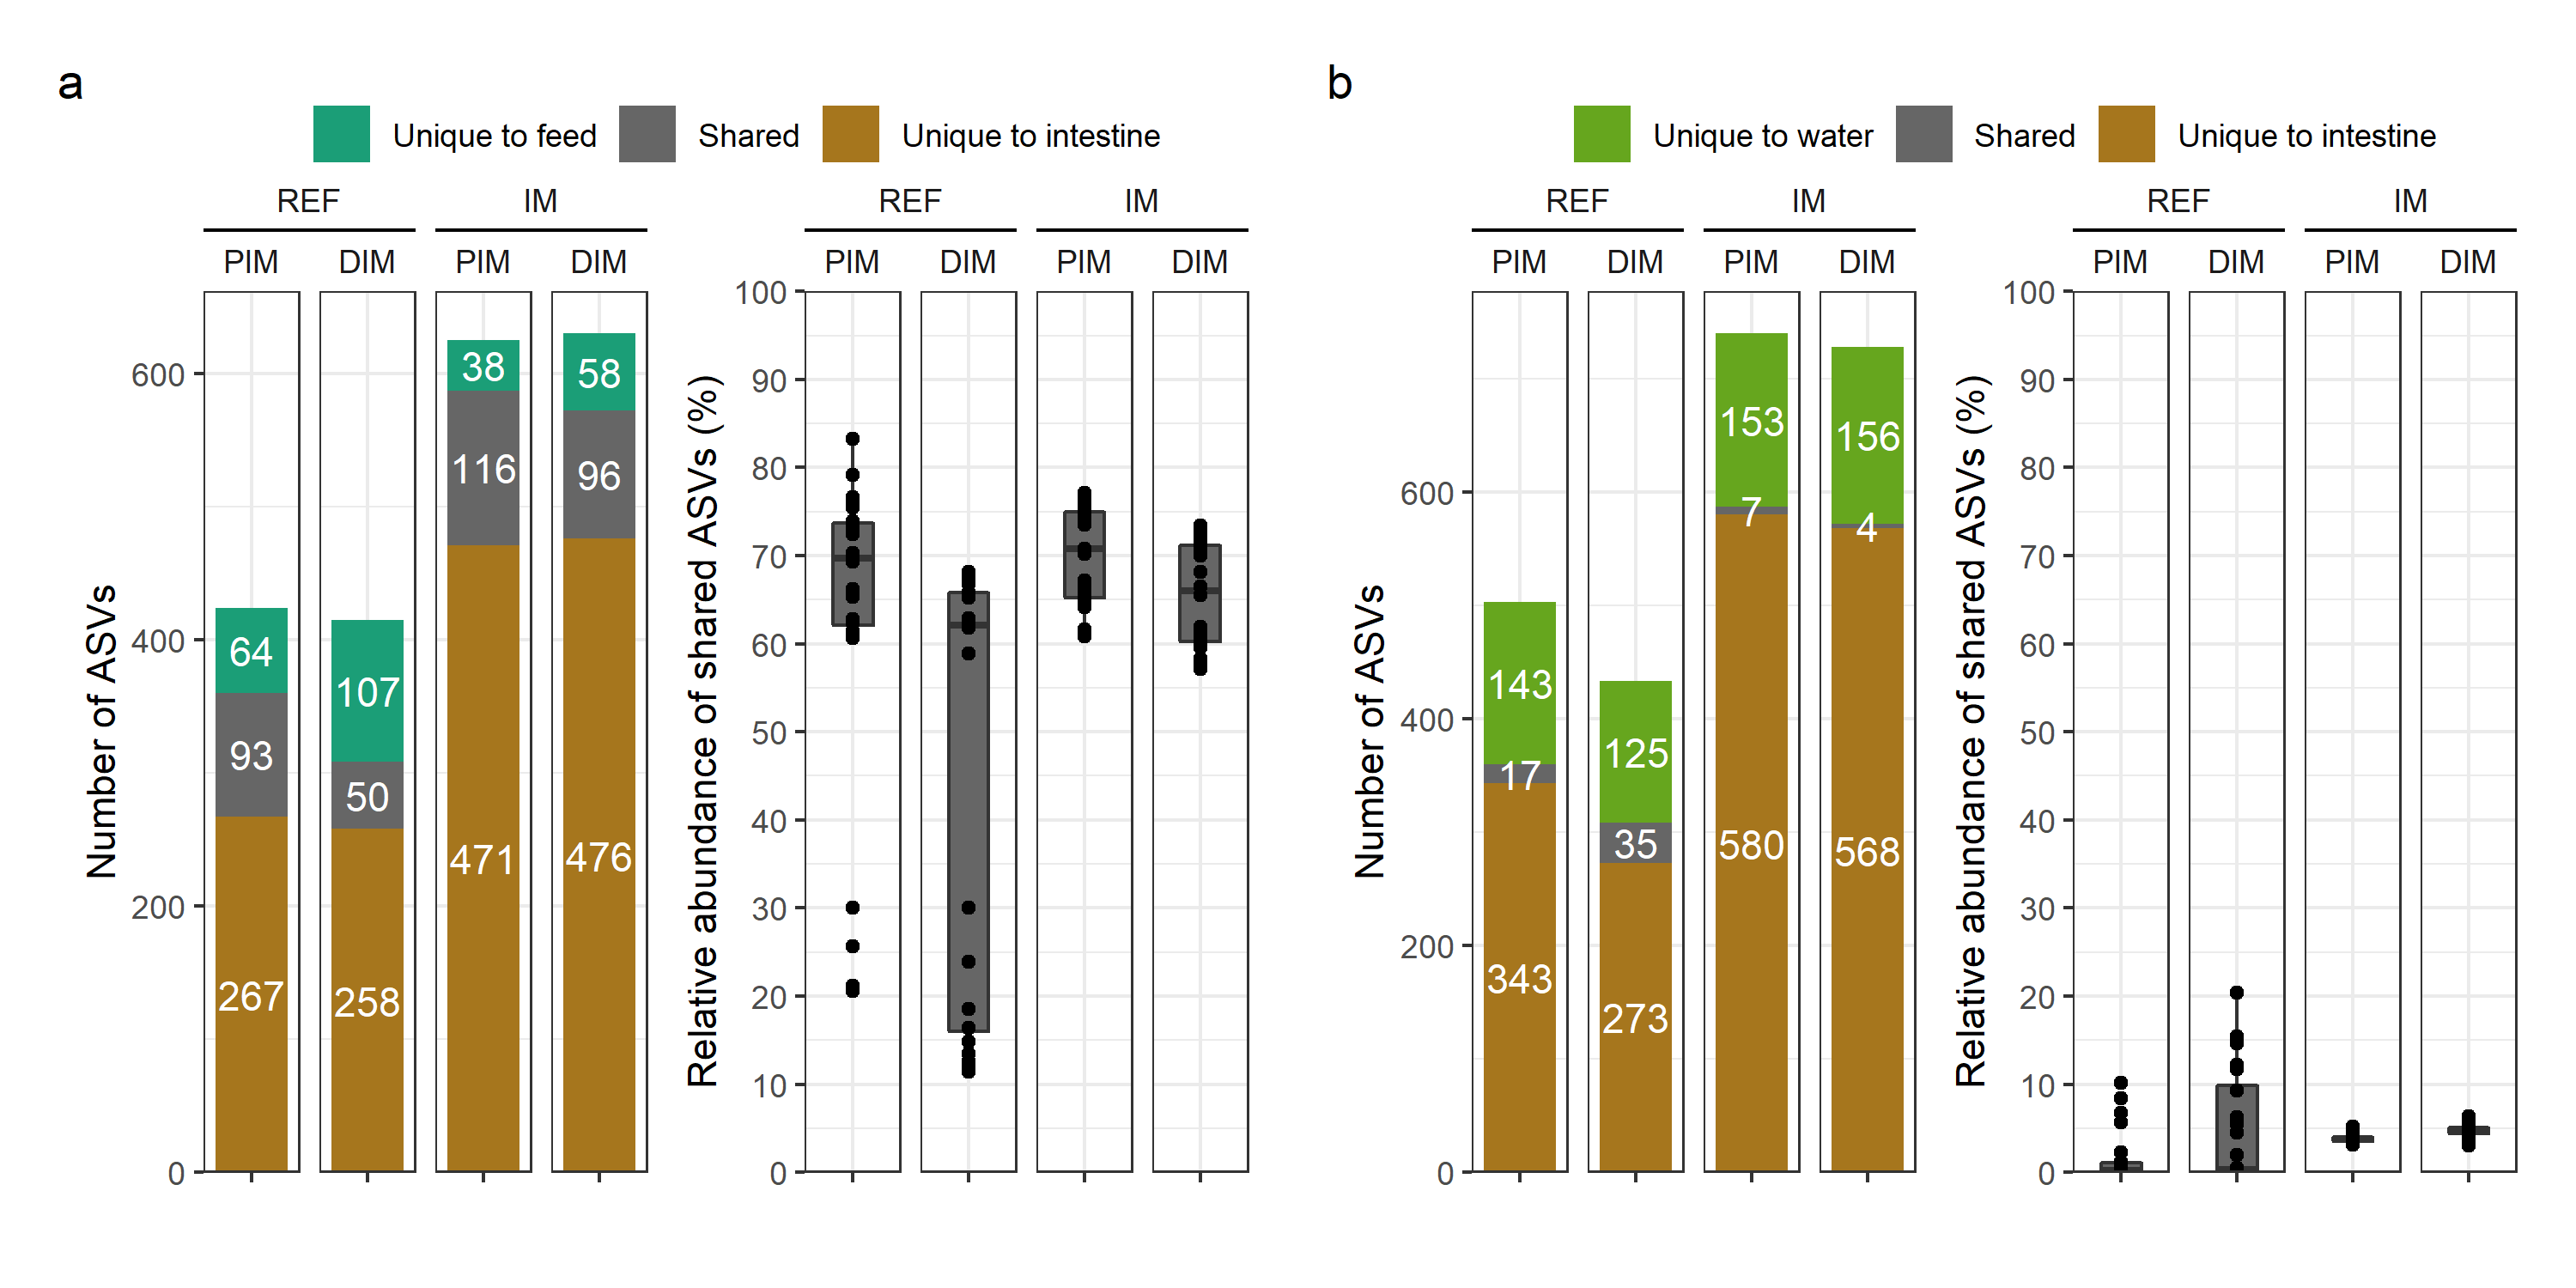 a
Unique to feed Shared Unique to intestine
REF IM REF IM
PIM DIM PIM DIM PIM DIM PIM DIM
Number of ASVs
600
400
200
0
64 107 38 58
93 50 116 96
267 258 471 476
Relative abundance of shared ASVs (%)
100
90
80
70
60
50
40
30
20
10
0
b
Unique to water Shared Unique to intestine
REF IM REF IM
PIM DIM PIM DIM PIM DIM PIM DIM
Number of ASVs
600
400
200
0
143 125 153 156
17 35 7 4
343 273 580 568
Relative abundance of shared ASVs (%)
100
90
80
70
60
50
40
30
20
10
0